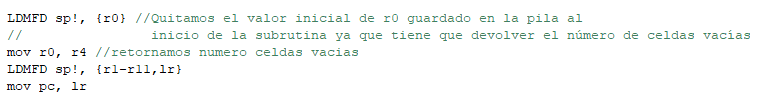 LDMFD sp!, {r0} //Quitamos el valor inicial de r0 guardado en la pila al
// inicio de la subrutina ya que tiene que devolver el número de celdas vacías
mov r0, r4 //retornamos numero celdas vacias
LDMFD sp!, {r1-r11,lr}
mov pc, lr